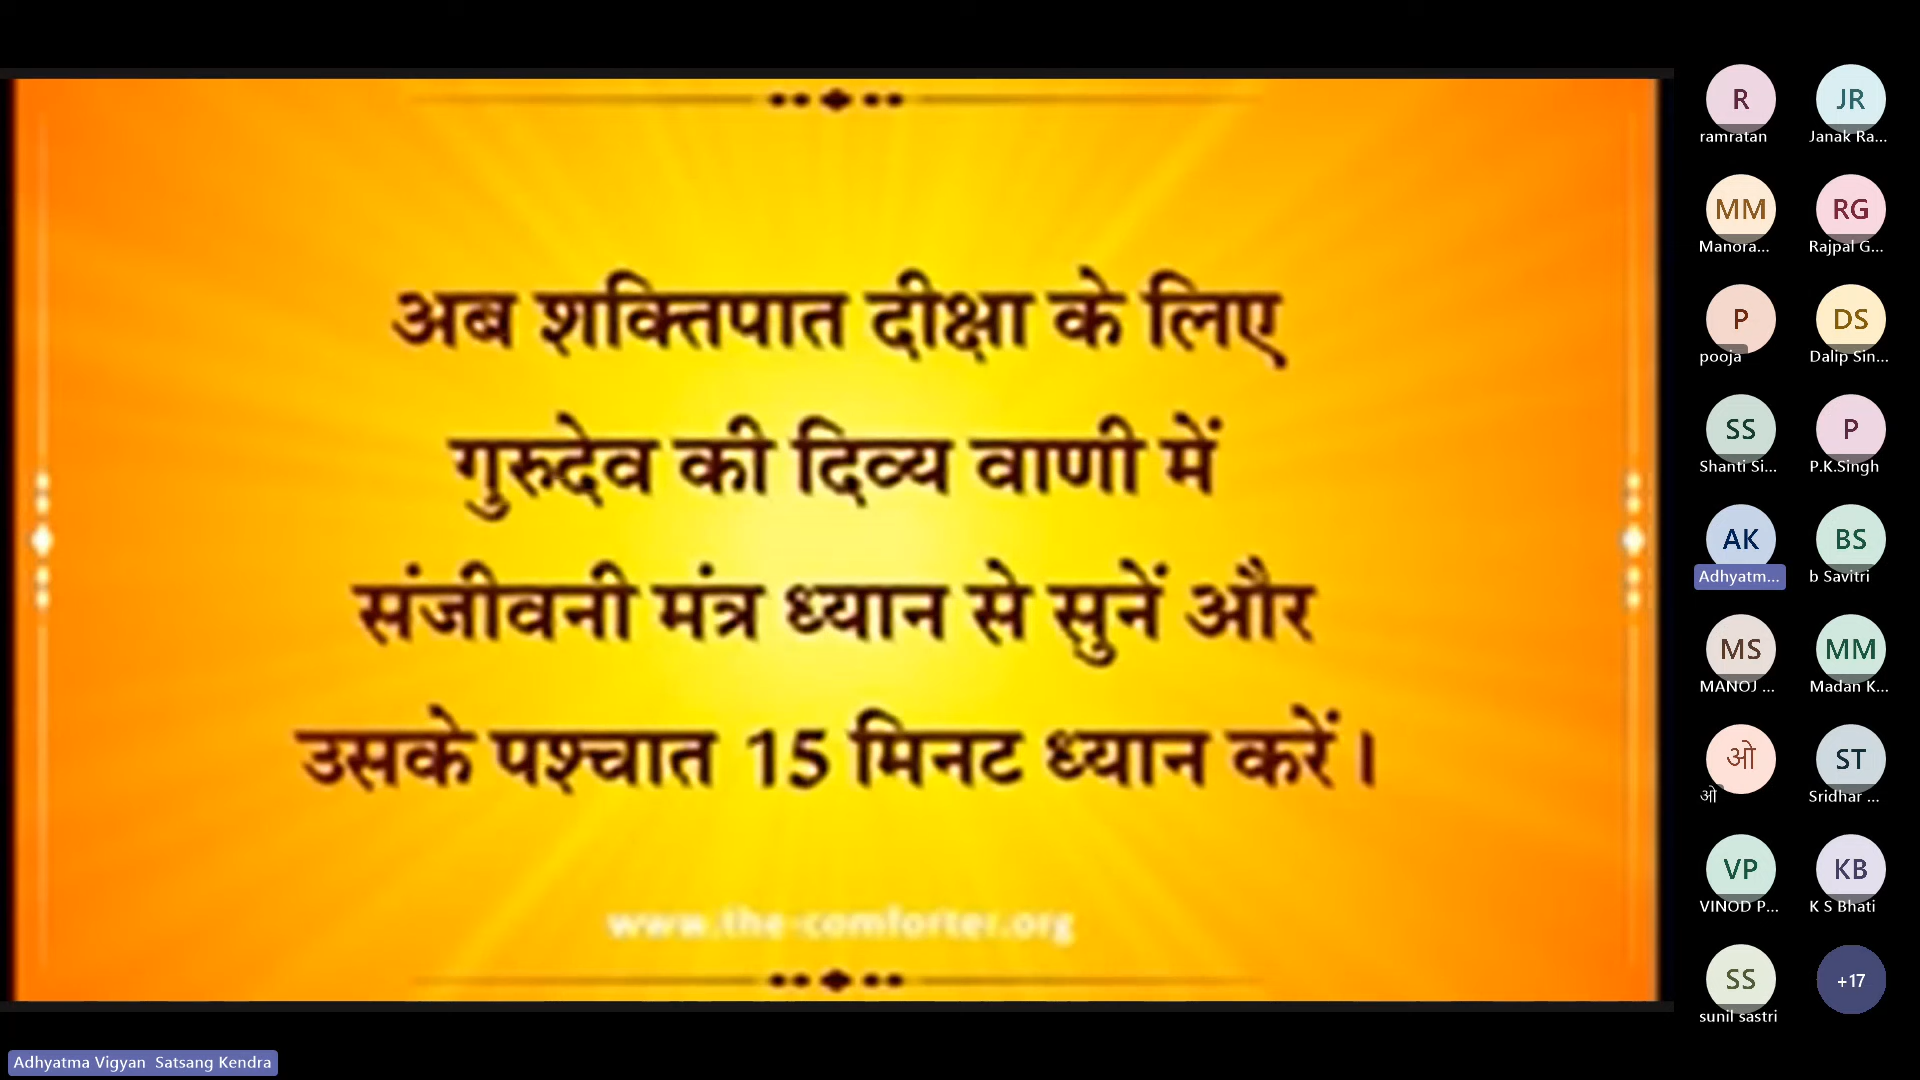 अब शक्तिपात दीक्षा के लिए
गुरुदेव की दिव्य वाणी में
संजीवनी मंत्र ध्यान से सुनें और
उसके पश्चात 15 मिनट ध्यान करें।
www.the-comforter.org
Adhyatma Vigyan Satsang Kendra
R JR
ramratan Janak Ra...
MM RG
Manora... Rajpal G...
P DS
pooja Dalip Sin...
SS P
Shanti Si... P.K.Singh
AK BS
Adhyatm... b Savitri
MS MM
MANOJ ... Madan K...
ओ ST
ओ Sridhar ...
VP KB
VINOD P... K S Bhati
SS +17
sunil sastri